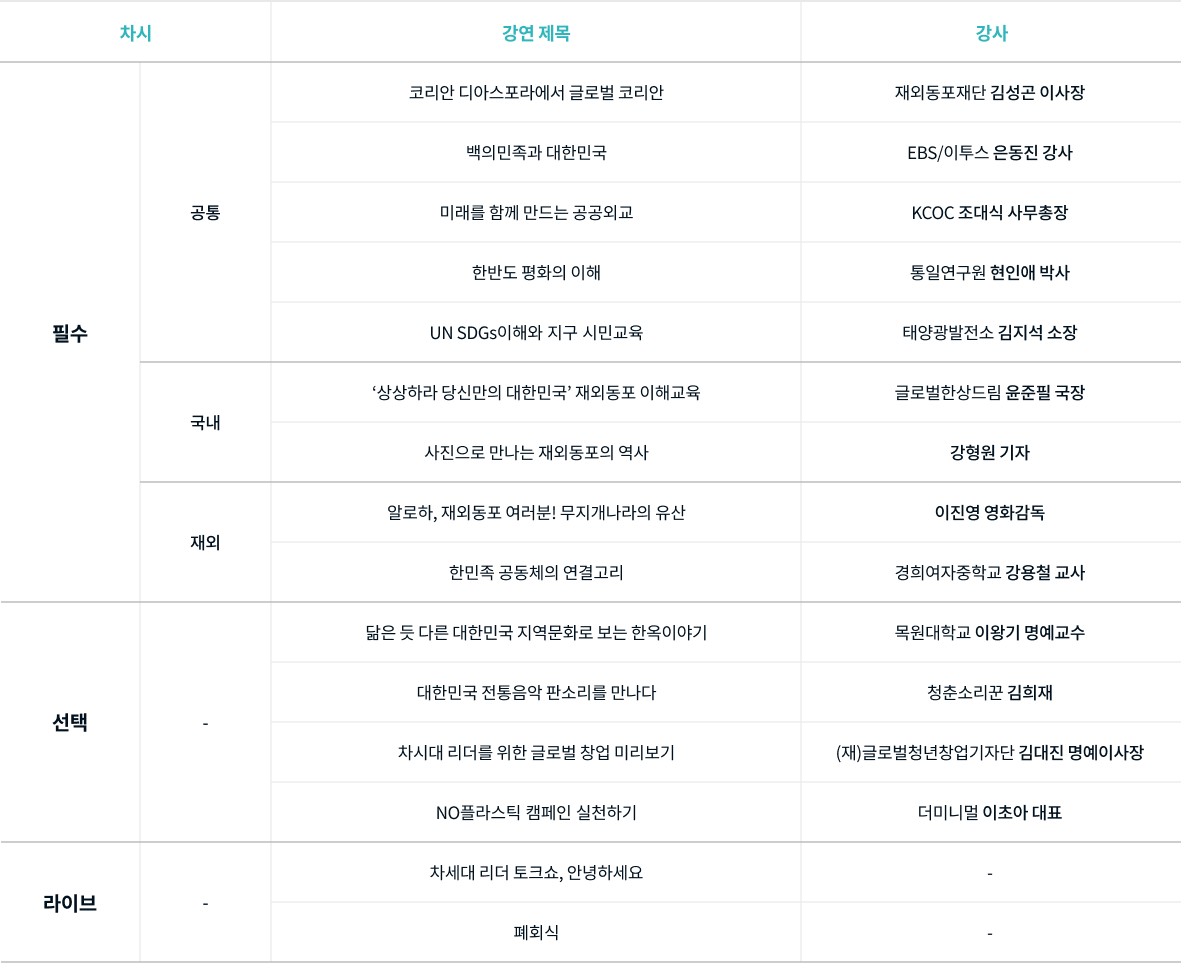 차시 강연 제목 강사
코리안 디아스포라에서 글로벌 코리안 재외동포재단 김성곤 이사장
백의민족과 대한민국 EBS/이투스 은동진 강사
공통 미래를 함께 만드는 공공외교 KCOC 조대식 사무총장
한반도 평화의 이해 통일연구원 현인애 박사
필수 UN SDGs이해와 지구 시민교육 태양광발전소 김지석 소장
‘상상하라 당신만의 대한민국’ 재외동포 이해교육 글로벌한상드림 윤준필 국장
국내
사진으로 만나는 재외동포의 역사 강형원 기자
알로하, 재외동포 여러분! 무지개나라의 유산 이진영 영화감독
재외
한민족 공동체의 연결고리 경희여자중학교 강용철 교사
닮은 듯 다른 대한민국 지역문화로 보는 한옥이야기 목원대학교 이왕기 명예교수
대한민국 전통음악 판소리를 만나다 청춘소리꾼 김희재
선택 -
차시대 리더를 위한 글로벌 창업 미리보기 (재)글로벌청년창업기자단 김대진 명예이사장
NO플라스틱 캠페인 실천하기 더미니멀 이초아 대표
차세대 리더 토크쇼, 안녕하세요 -
라이브 -
폐회식 -